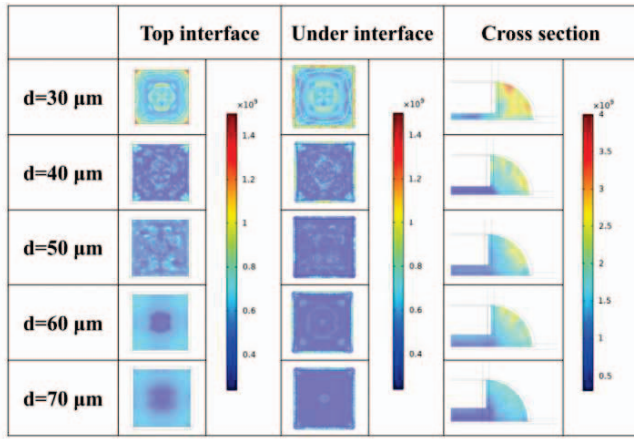 Top interface Under interface Cross section
d=30 μm
×10⁹ ×10⁹ ×10⁹
d=40 μm
d=50 μm
d=60 μm
d=70 μm
1.4
1.2
1
0.8
0.6
0.4
1.4
1.2
1
0.8
0.6
0.4
4
3.5
3
2.5
2
1.5
1
0.5